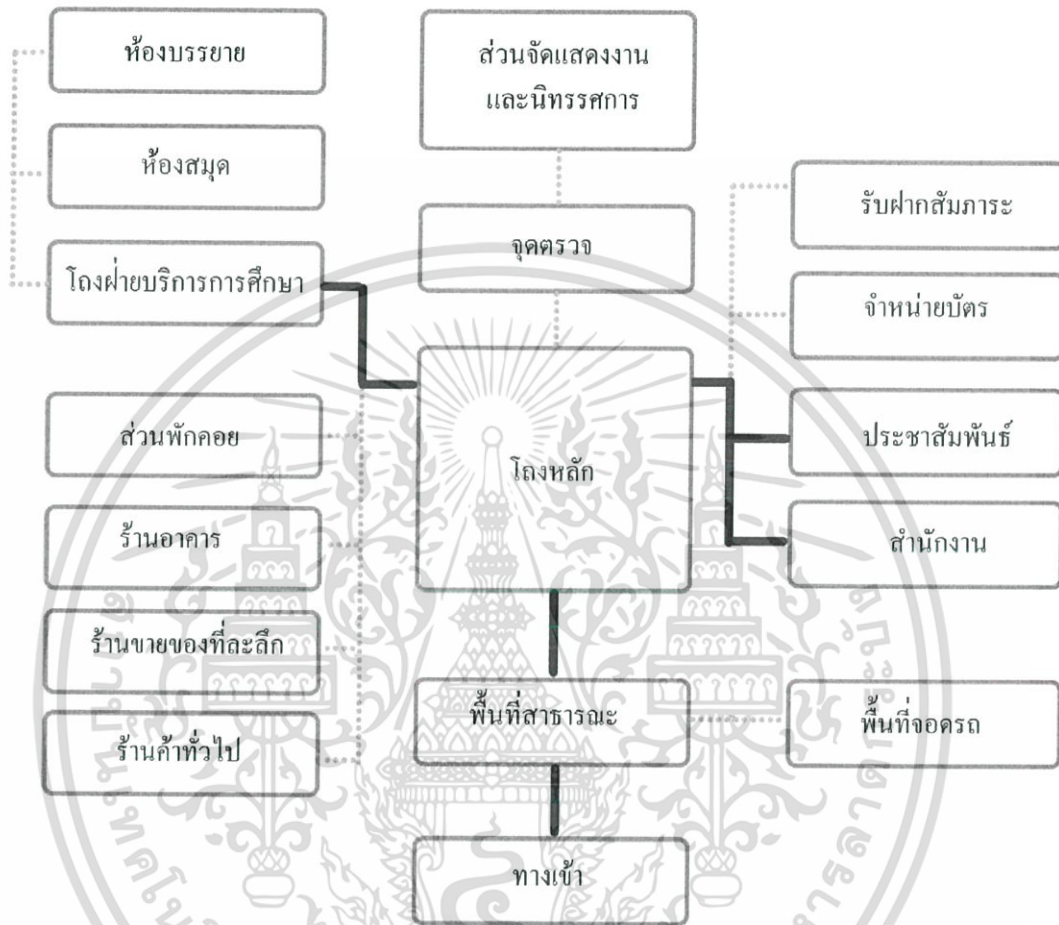 ห้องบรรยาย
ส่วนจัดแสดงงาน
และนิทรรศการ
ห้องสมุด
รับฝากสัมภาระ
จุดตรวจ
โถงฝ่ายบริการการศึกษา
จำหน่ายบัตร
ส่วนพักคอย
ประชาสัมพันธ์
โถงหลัก
ร้านอาคาร
สำนักงาน
ร้านขายของที่ละลึก
พื้นที่สาธารณะ
พื้นที่จอดรถ
ร้านค้าทั่วไป
ทางเข้า